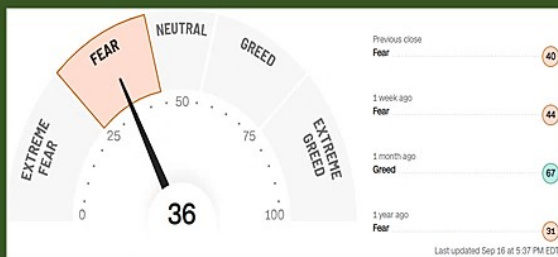 EXTREME
FEAR
FEAR
NEUTRAL
GREED
EXTREME
GREED
0
25
50
75
100
36
Previous close
Fear
40
1 week ago
Fear
44
1 month ago
Greed
67
1 year ago
Fear
31
Last updated Sep 16 at 5:37 PM EDT